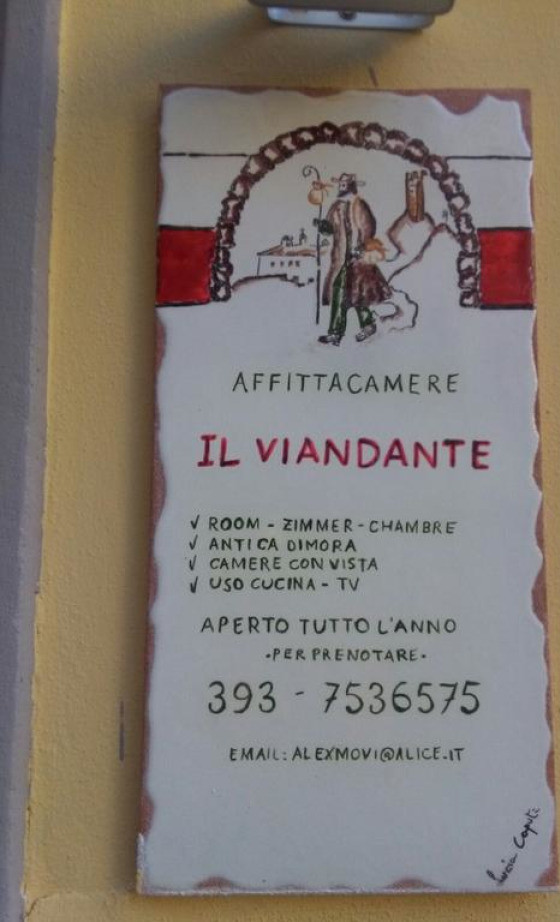 AFFITTACAMERE
IL VIANDANTE
√ ROOM - ZIMMER - CHAMBRE
√ ANTICA DIMORA
√ CAMERE CON VISTA
√ USO CUCINA - TV
APERTO TUTTO L'ANNO
-PER PRENOTARE-
393 - 7536575
EMAIL: ALEXMOVI@ALICE.IT
Caputi